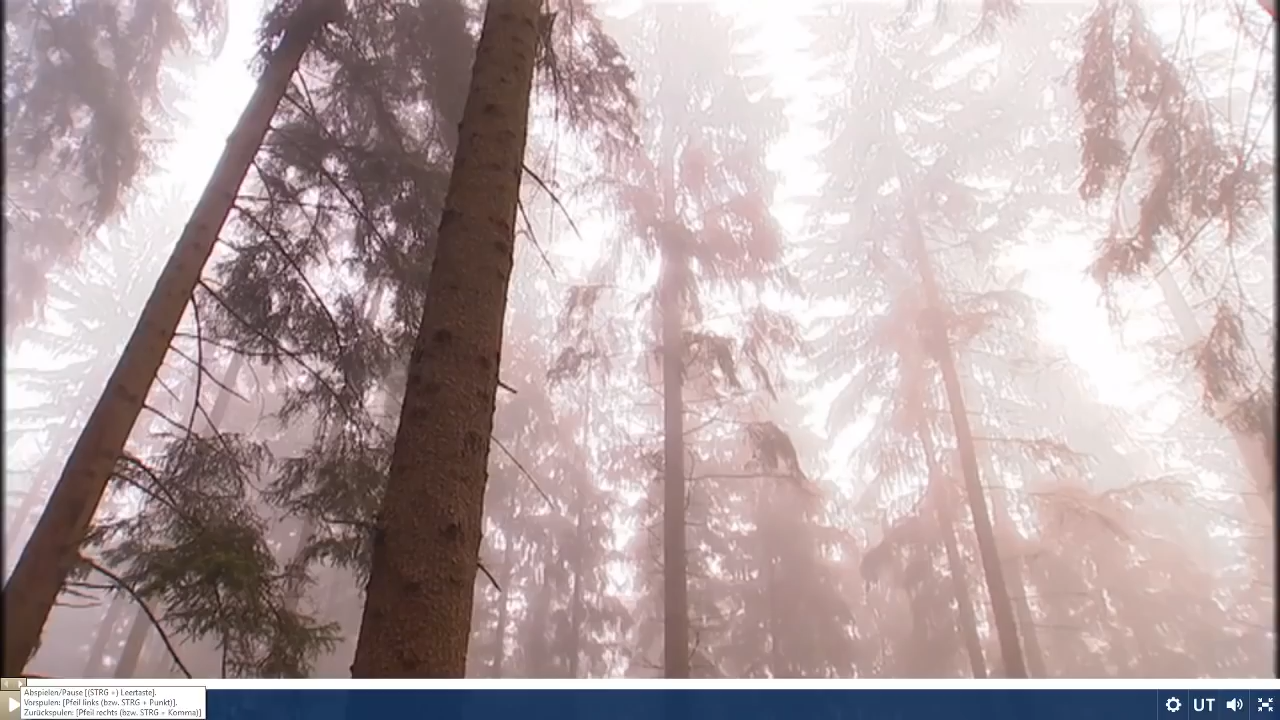 Abspielen/Pause [(STRG +) Leertaste].
Vorspulen: [Pfeil links (bzw. STRG + Punkt)].
Zurückspulen: [Pfeil rechts (bzw. STRG + Komma)]
UT